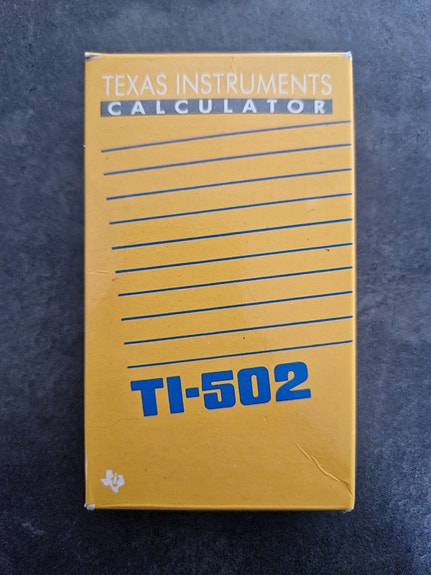 TEXAS INSTRUMENTS
CALCULATOR
TI-502